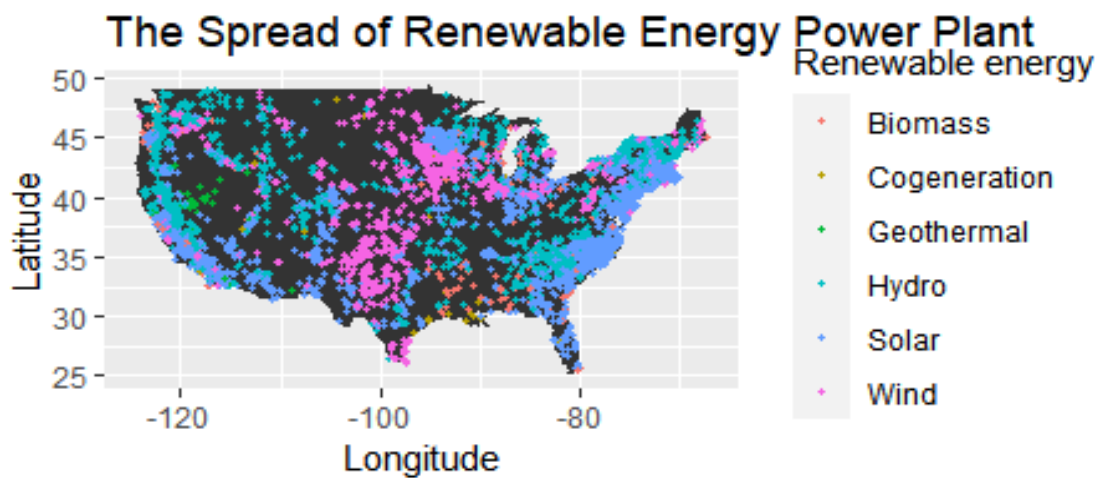 The Spread of Renewable Energy Power Plant
Renewable energy
Biomass
Cogeneration
Geothermal
Hydro
Solar
Wind
Latitude
50
45
40
35
30
25
-120
-100
-80
Longitude